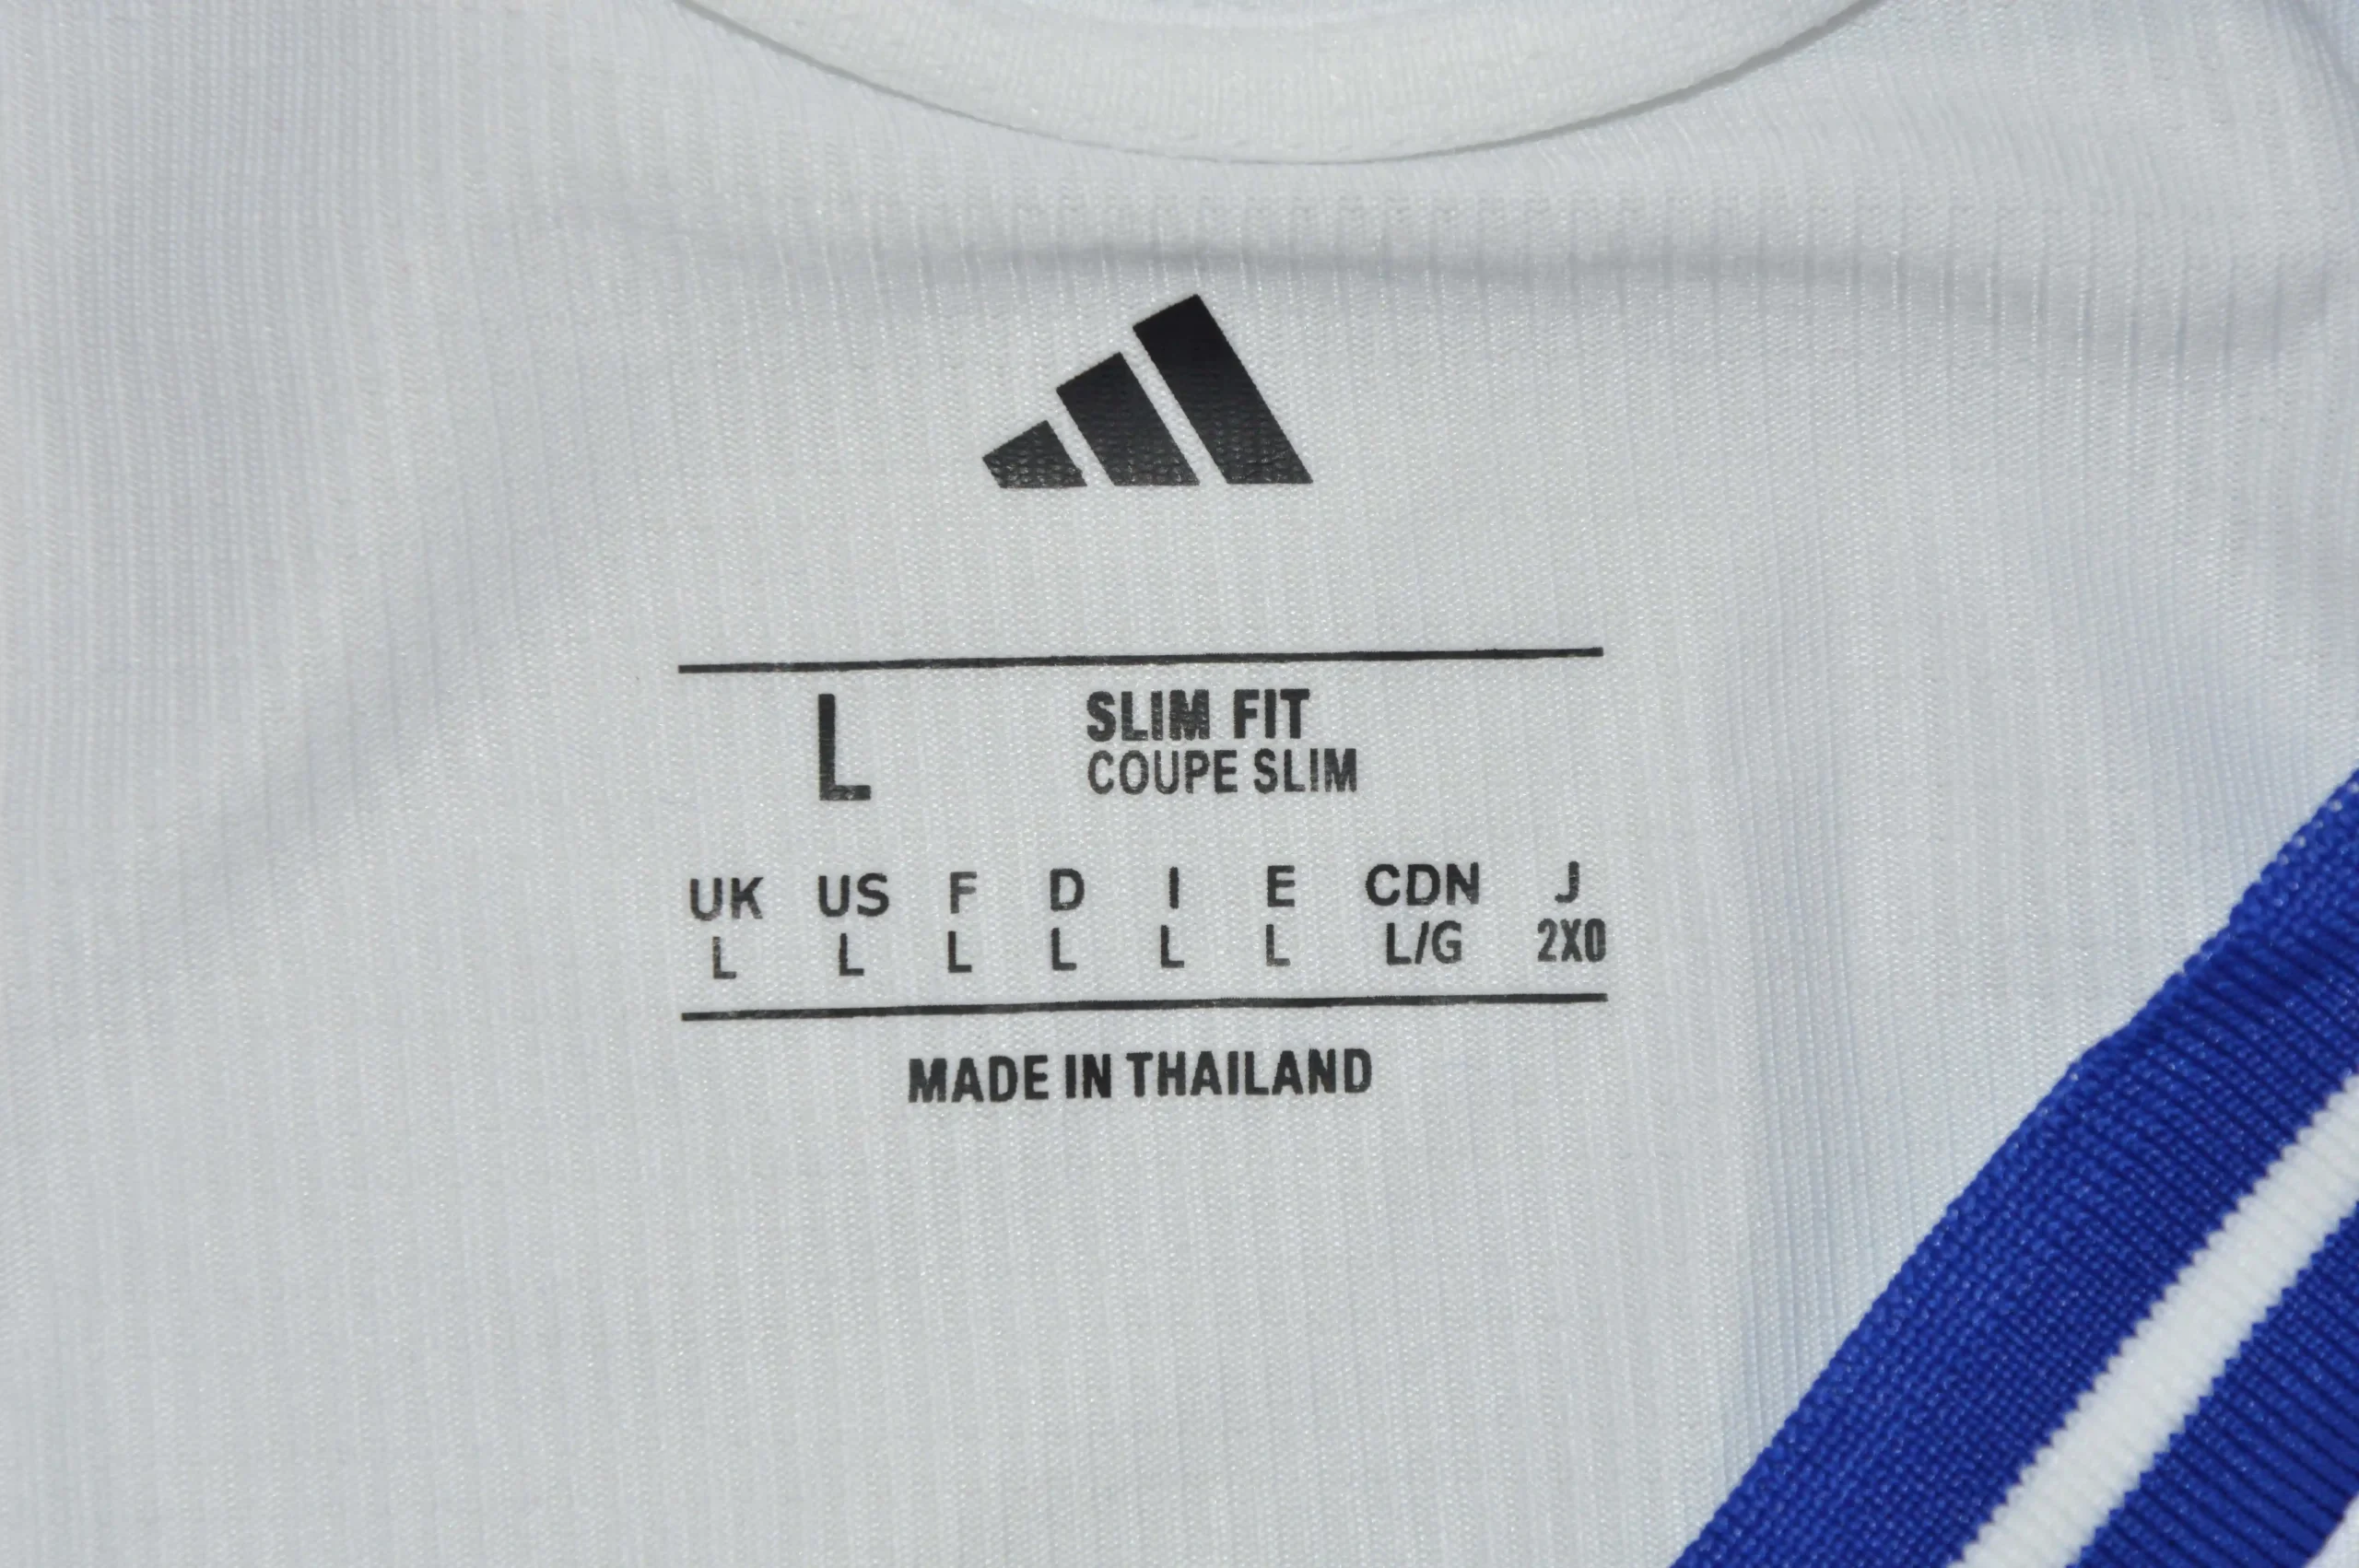 L
SLIM FIT
COUPE SLIM
UK US F D I E CDN J
L L L L L L L/G 2XO
MADE IN THAILAND